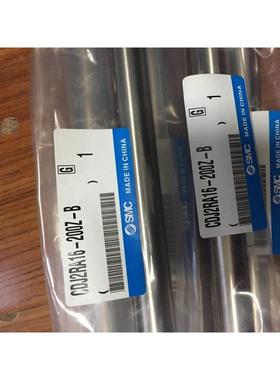 CDJ2RA16-200Z-B
G 1
( )
SMC
MADE IN CHINA
CDJ2RA16-200Z-B
G 1
( )
SMC
MADE IN CHINA